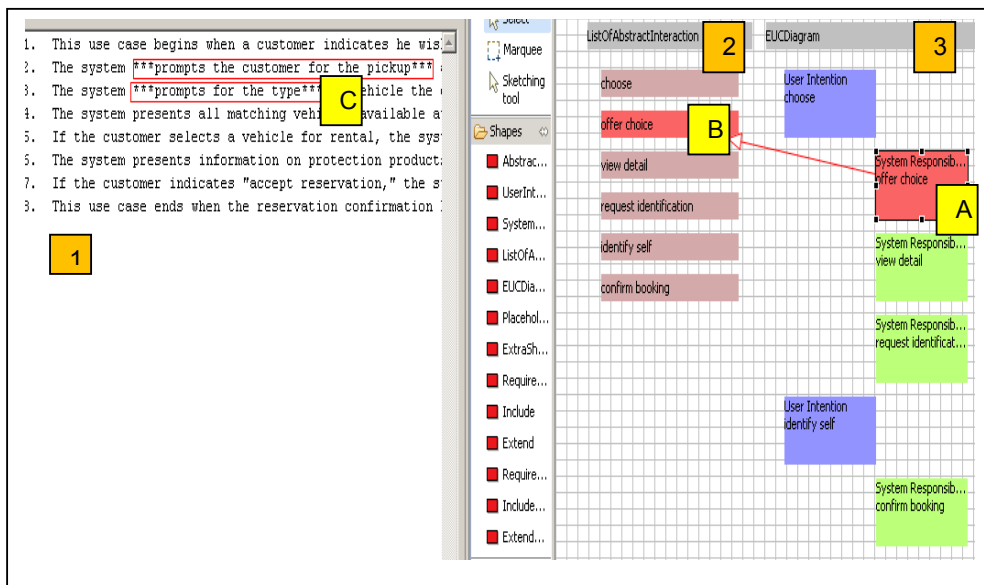 1. This use case begins when a customer indicates he wis
2. The system ***prompts the customer for the pickup***
3. The system ***prompts for the type*** vehicle the
4. The system presents all matching vehi available a
5. If the customer selects a vehicle for rental, the sys
6. The system presents information on protection product
7. If the customer indicates "accept reservation," the s
8. This use case ends when the reservation confirmation
1
C
Select
Marquee
Sketching
tool
Shapes
Abstrac...
UserInt...
System...
ListOfA...
EUCDia...
Placehol...
ExtraSh...
Require...
Include
Extend
Require...
Include...
Extend...
ListOfAbstractInteraction
2
choose
offer choice
B
view detail
request identification
identify self
confirm booking
EUCDiagram
3
User Intention
choose
System Responsib...
offer choice
A
System Responsib...
view detail
System Responsib...
request identificat...
User Intention
identify self
System Responsib...
confirm booking